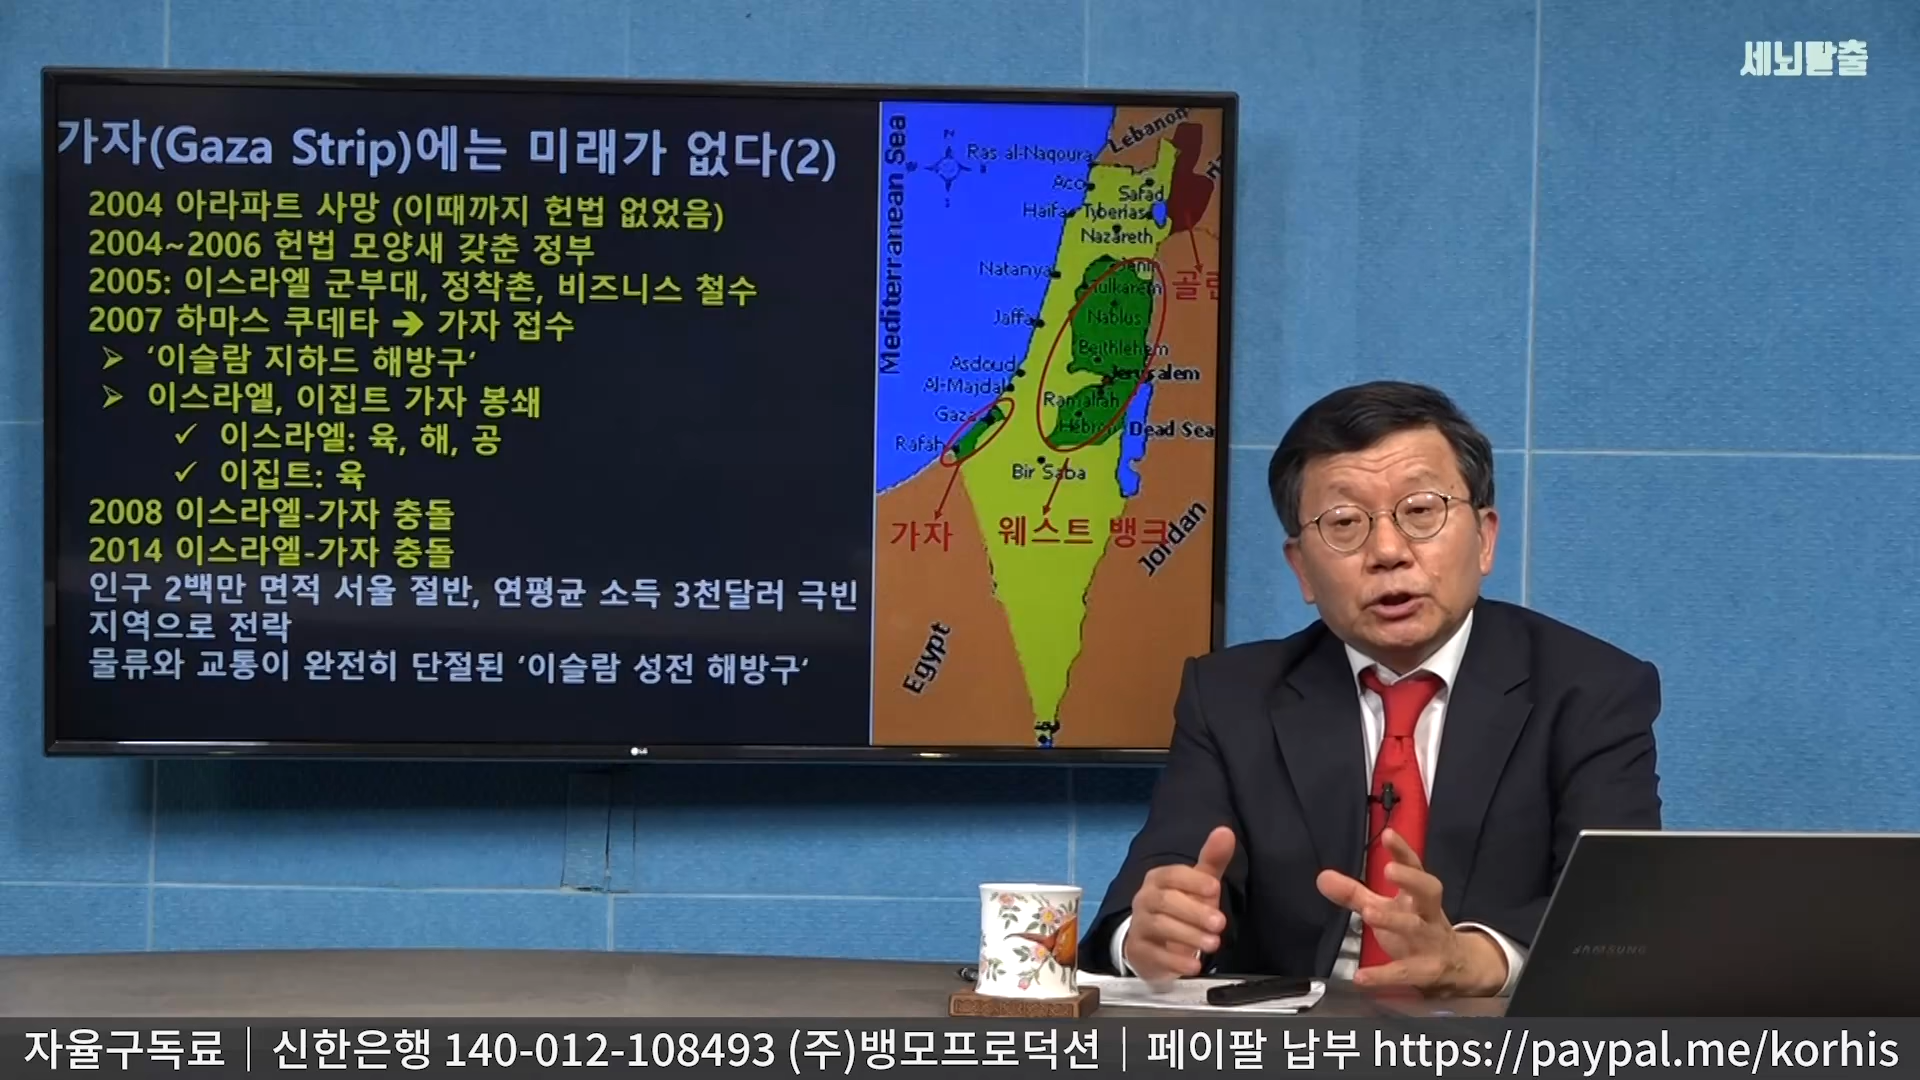 세뇌탈출
가자(Gaza Strip)에는 미래가 없다(2)
2004 아라파트 사망 (이때까지 헌법 없었음)
2004~2006 헌법 모양새 갖춘 정부
2005: 이스라엘 군부대, 정착촌, 비즈니스 철수
2007 하마스 쿠데타 ➔ 가자 접수
➢ ‘이슬람 지하드 해방구’
➢ 이스라엘, 이집트 가자 봉쇄
✓ 이스라엘: 육, 해, 공
✓ 이집트: 육
2008 이스라엘-가자 충돌
2014 이스라엘-가자 충돌
인구 2백만 면적 서울 절반, 연평균 소득 3천달러 극빈
지역으로 전락
물류와 교통이 완전히 단절된 ‘이슬람 성전 해방구’
Mediterranean Sea
N
Lebanon
Ras al-Naqoura
Aco
Safad
Haifa
Tyberias
Nazareth
Natanya
Jenin
Tulkarem
골란
Nablus
Jaffa
Beithlehem
Asdoud
Jerusalem
Al-Majdal
Ramallah
Gaza
Hebron
Dead Sea
Rafah
Bir Saba
가자
웨스트 뱅크
Jordan
Egypt
LG
SAMSUNG
자율구독료│신한은행 140-012-108493 (주)뱅모프로덕션│페이팔 납부 https://paypal.me/korhis